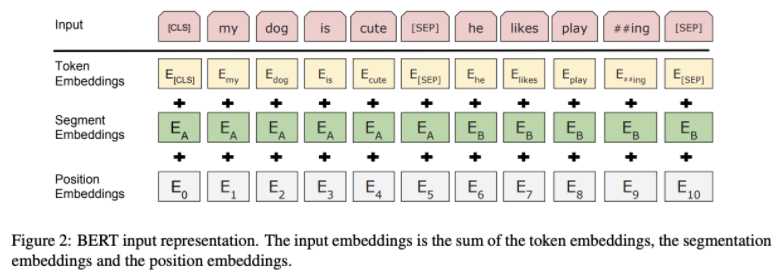 Input [CLS] my dog is cute [SEP] he likes play ##ing [SEP]
Token
Embeddings
E[CLS] Emy Edog Eis Ecute E[SEP] Ehe Elikes Eplay E##ing E[SEP]
+ + + + + + + + + + +
Segment
Embeddings
EA EA EA EA EA EA EB EB EB EB EB
+ + + + + + + + + + +
Position
Embeddings
E0 E1 E2 E3 E4 E5 E6 E7 E8 E9 E10
Figure 2: BERT input representation. The input embeddings is the sum of the token embeddings, the segmentation
embeddings and the position embeddings.